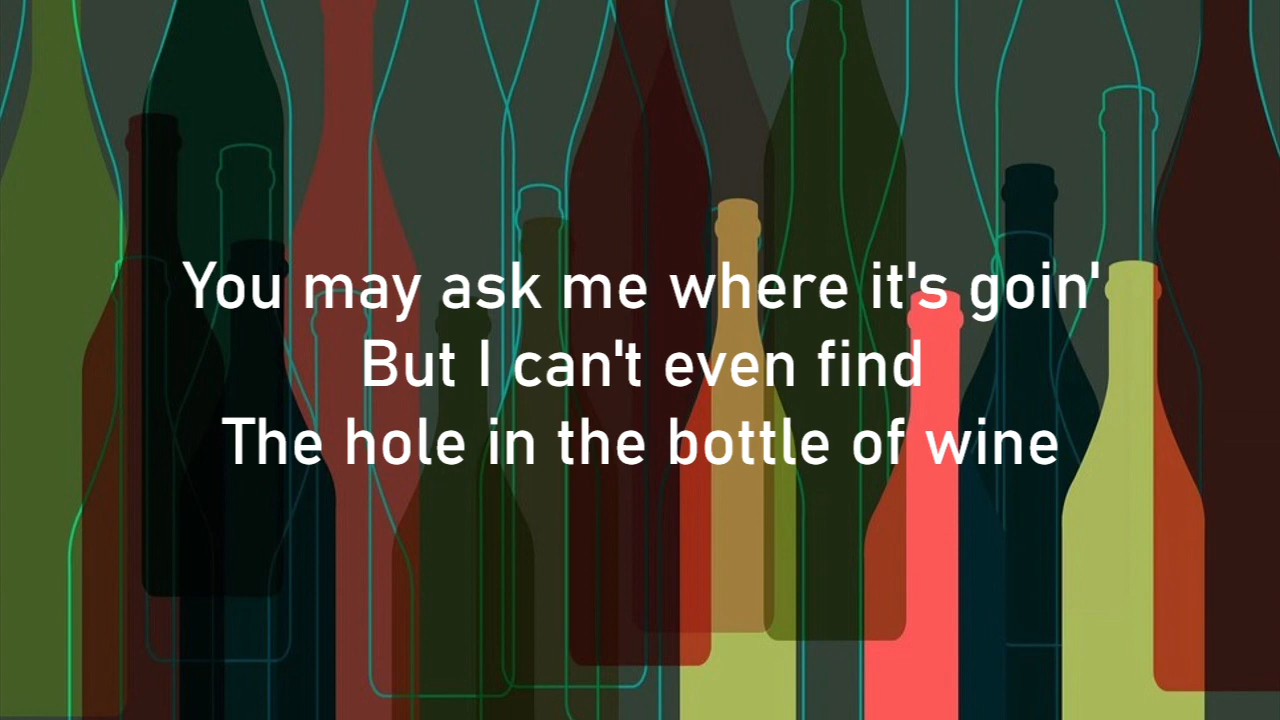 You may ask me where it's goin'
But I can't even find
The hole in the bottle of wine